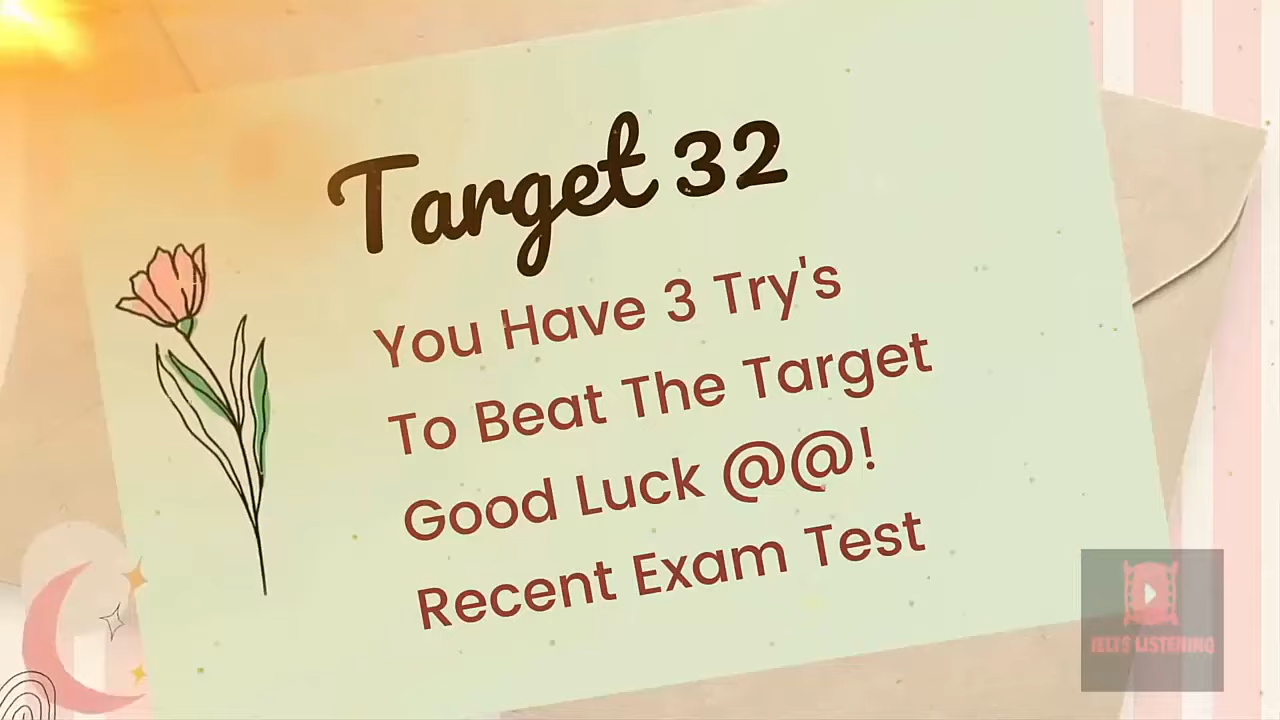 Target 32
You Have 3 Try's
To Beat The Target
Good Luck @@!
Recent Exam Test
IELTS LISTENING